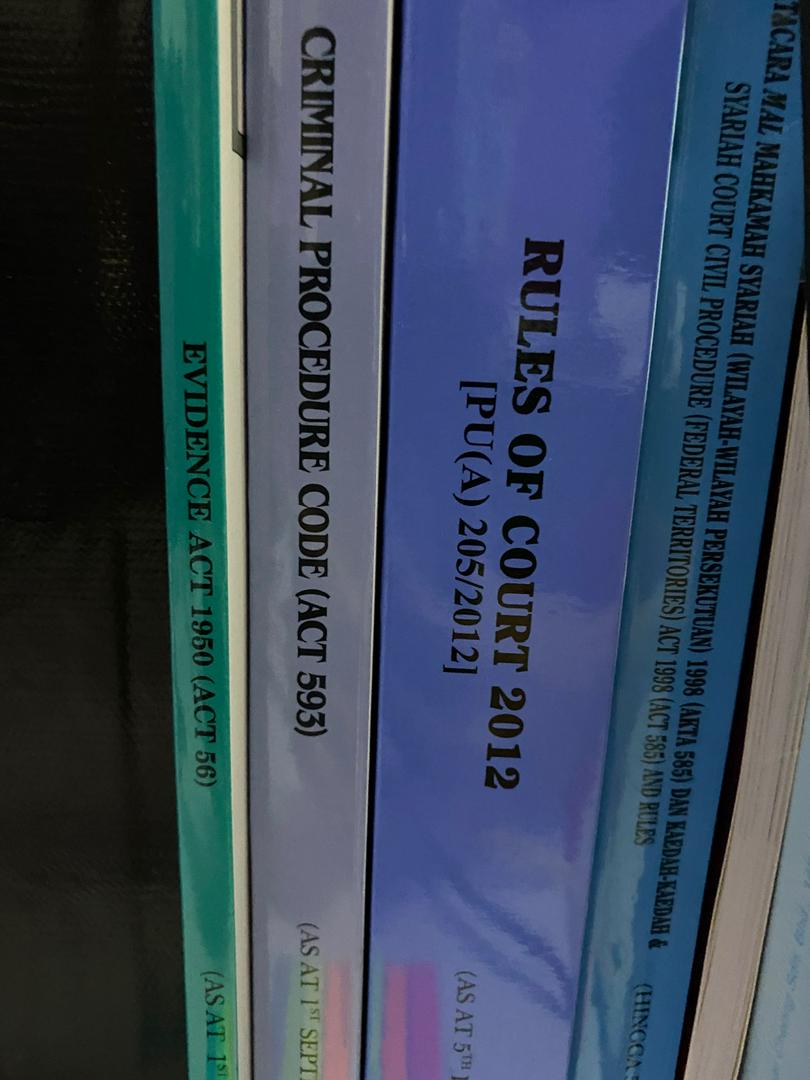 EVIDENCE ACT 1950 (ACT 56)
(AS AT 1ST
CRIMINAL PROCEDURE CODE (ACT 593)
(AS AT 1ST SEPT
RULES OF COURT 2012
[PU(A) 205/2012]
(AS AT 5TH
TACARA MAL MAHKAMAH SYARIAH (WILAYAH-WILAYAH PERSEKUTUAN) 1998 (AKTA 585) DAN KAEDAH-KAEDAH &
SYARIAH COURT CIVIL PROCEDURE (FEDERAL TERRITORIES) ACT 1998 (ACT 585) AND RULES
(HINGGA